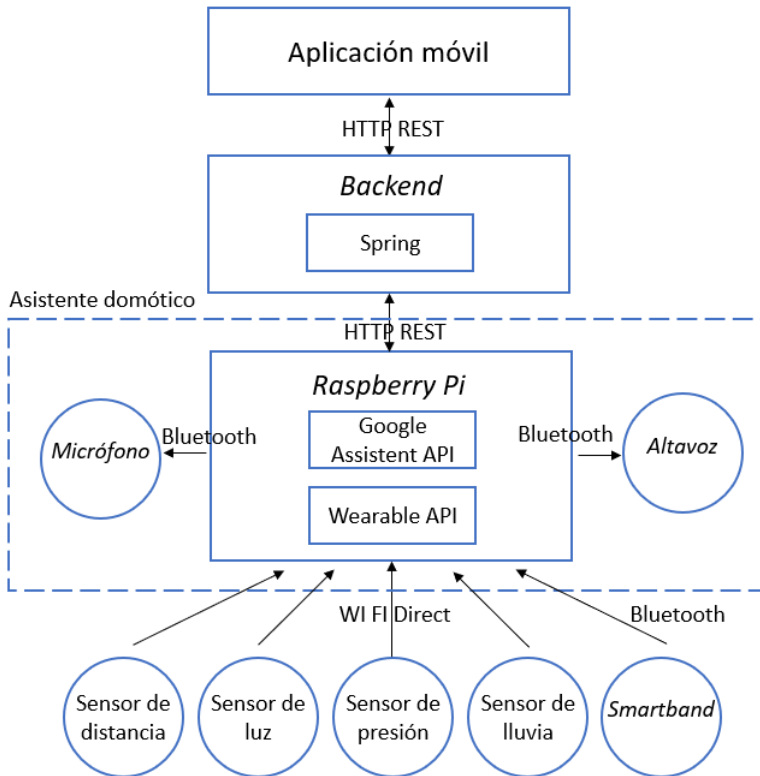 Aplicación móvil
HTTP REST
Backend
Spring
Asistente domótico
HTTP REST
Raspberry Pi
Micrófono
Bluetooth
Google
Assistent API
Bluetooth
Altavoz
Wearable API
WI FI Direct
Bluetooth
Sensor de
distancia
Sensor de
luz
Sensor de
presión
Sensor de
lluvia
Smartband